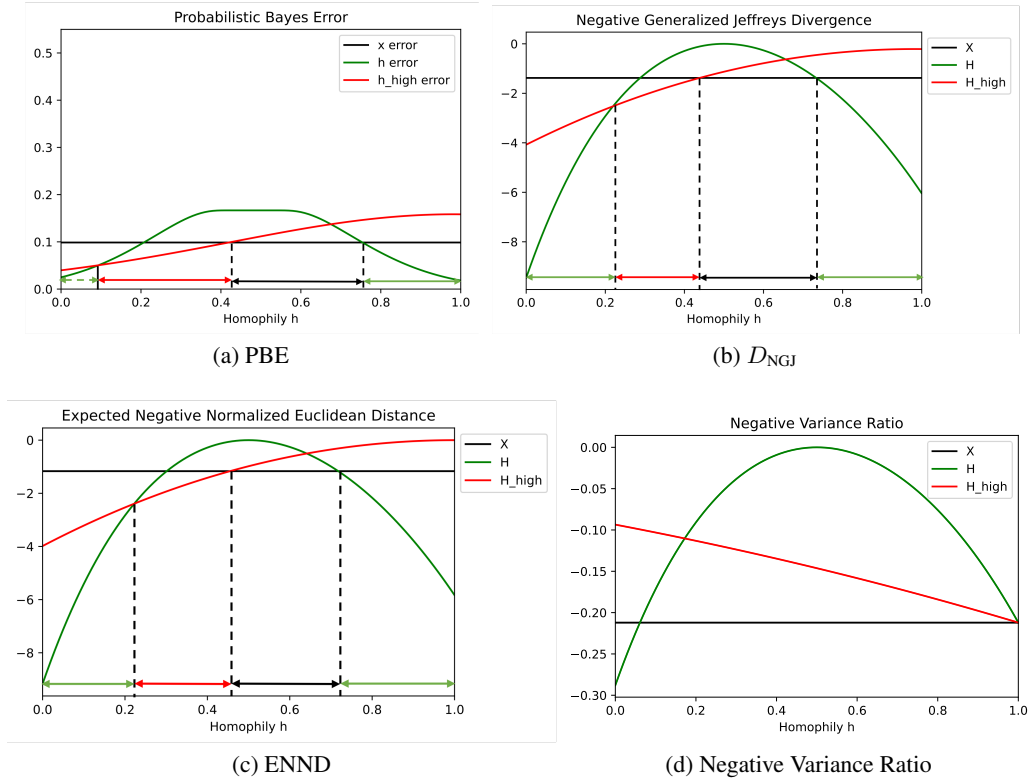 Probabilistic Bayes Error
0.5
0.4
0.3
0.2
0.1
0.0
0.0 0.2 0.4 0.6 0.8 1.0
Homophily h
x error
h error
h_high error
(a) PBE
Negative Generalized Jeffreys Divergence
0
−2
−4
−6
−8
0.0 0.2 0.4 0.6 0.8 1.0
Homophily h
X
H
H_high
(b) D_NGJ
Expected Negative Normalized Euclidean Distance
0
−2
−4
−6
−8
0.0 0.2 0.4 0.6 0.8 1.0
Homophily h
X
H
H_high
(c) ENND
Negative Variance Ratio
0.00
−0.05
−0.10
−0.15
−0.20
−0.25
−0.30
0.0 0.2 0.4 0.6 0.8 1.0
Homophily h
X
H
H_high
(d) Negative Variance Ratio